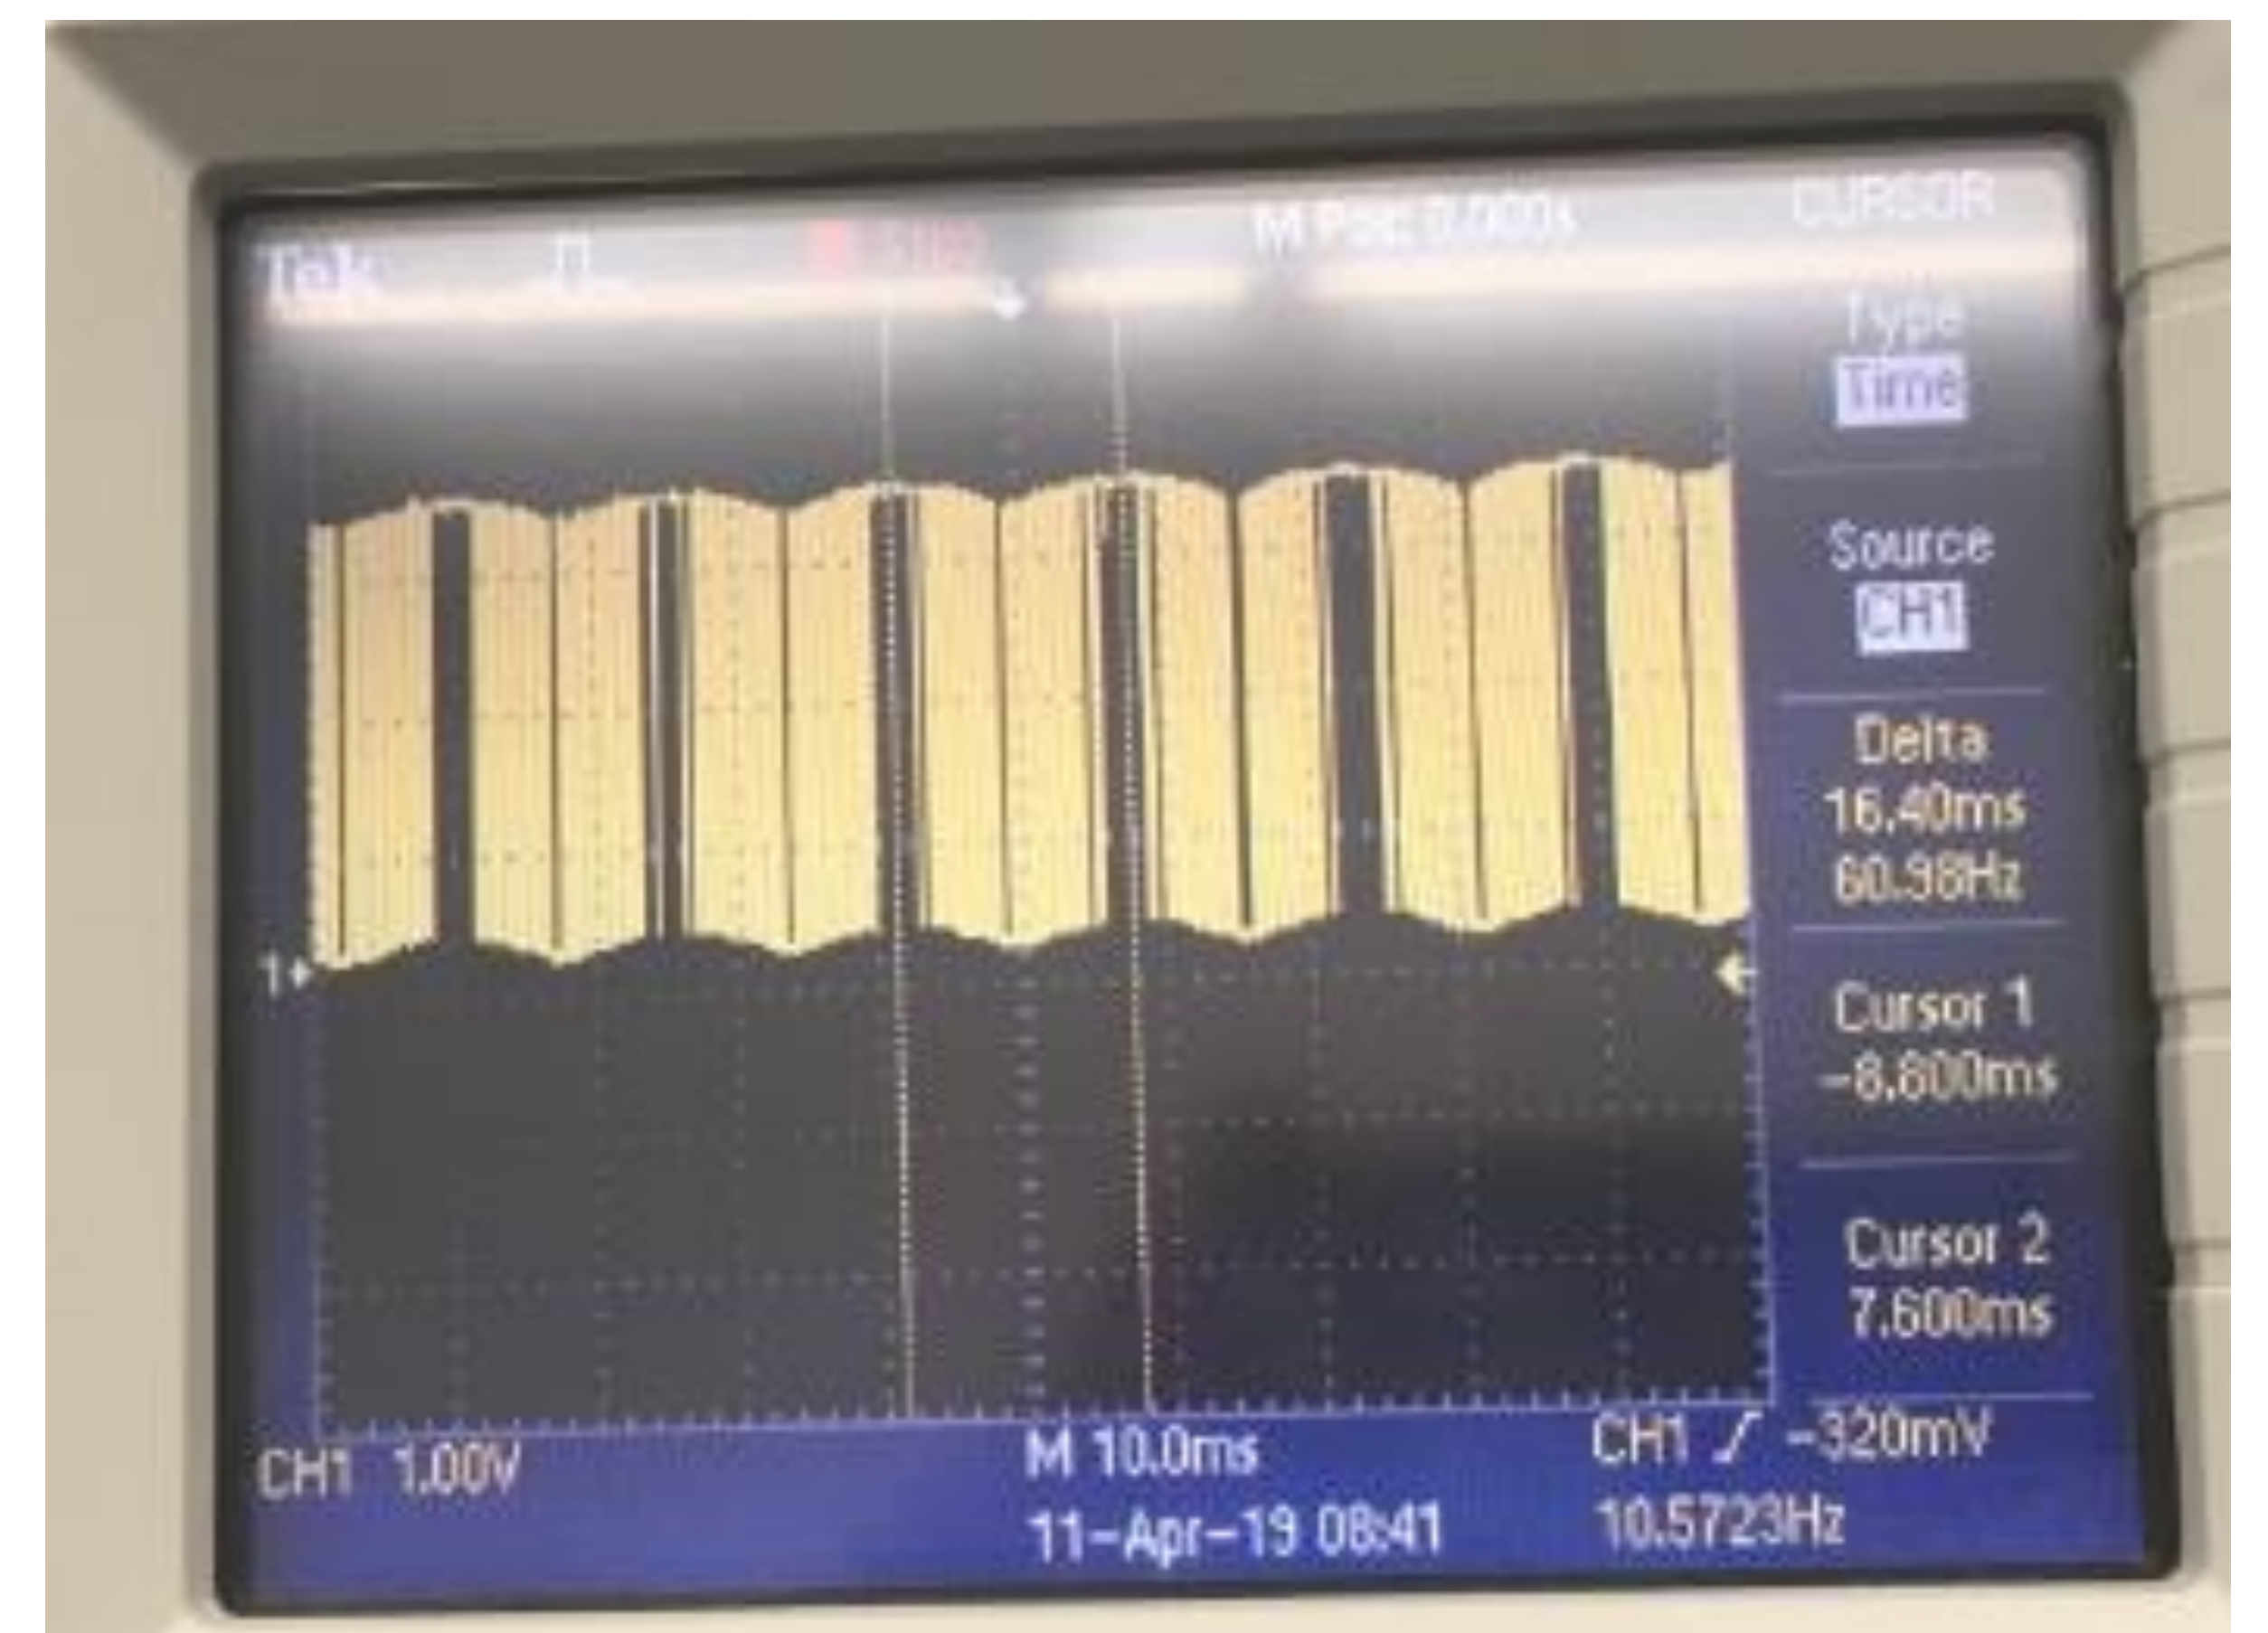 Tek
M Pos: 0.000s
CURSOR
Type
Time
Source
CH1
Delta
16.40ms
60.98Hz
Cursor 1
-8.800ms
Cursor 2
7.600ms
1
CH1 1.00V
M 10.0ms
CH1 -320mV
11-Apr-19 08:41
10.5723Hz